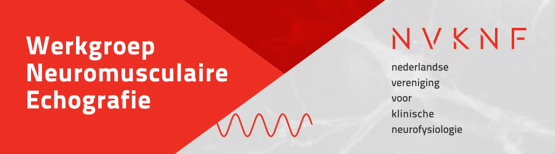 Werkgroep
Neuromusculaire
Echografie
NVKNF
nederlandse
vereniging
voor
klinische
neurofysiologie